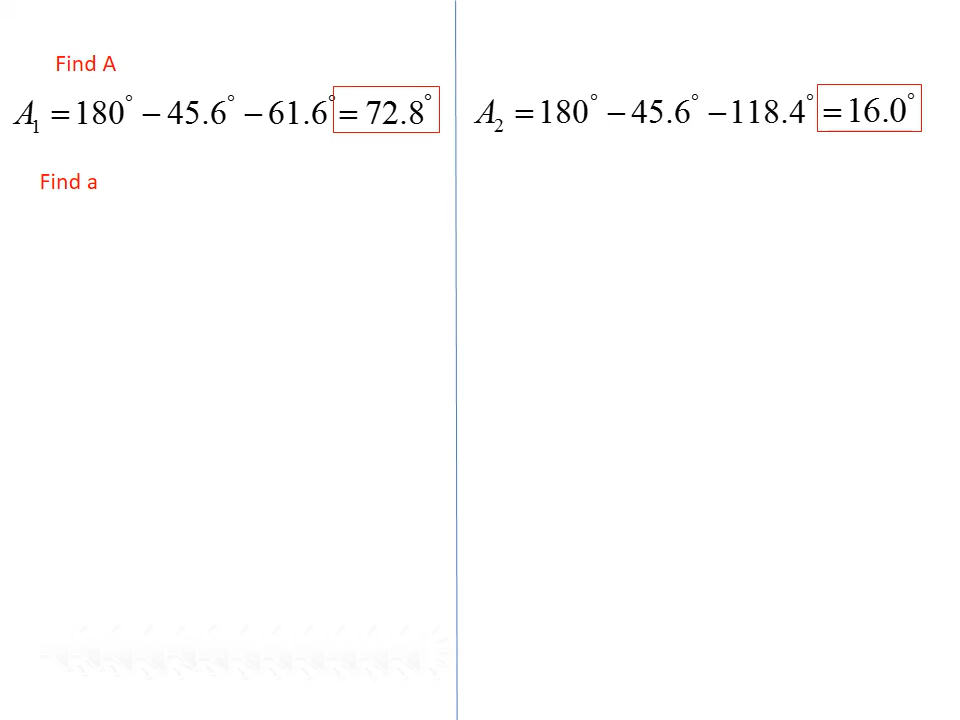 Find A
A₁ = 180° − 45.6° − 61.6° = 72.8°
Find a
A₂ = 180° − 45.6° − 118.4° = 16.0°